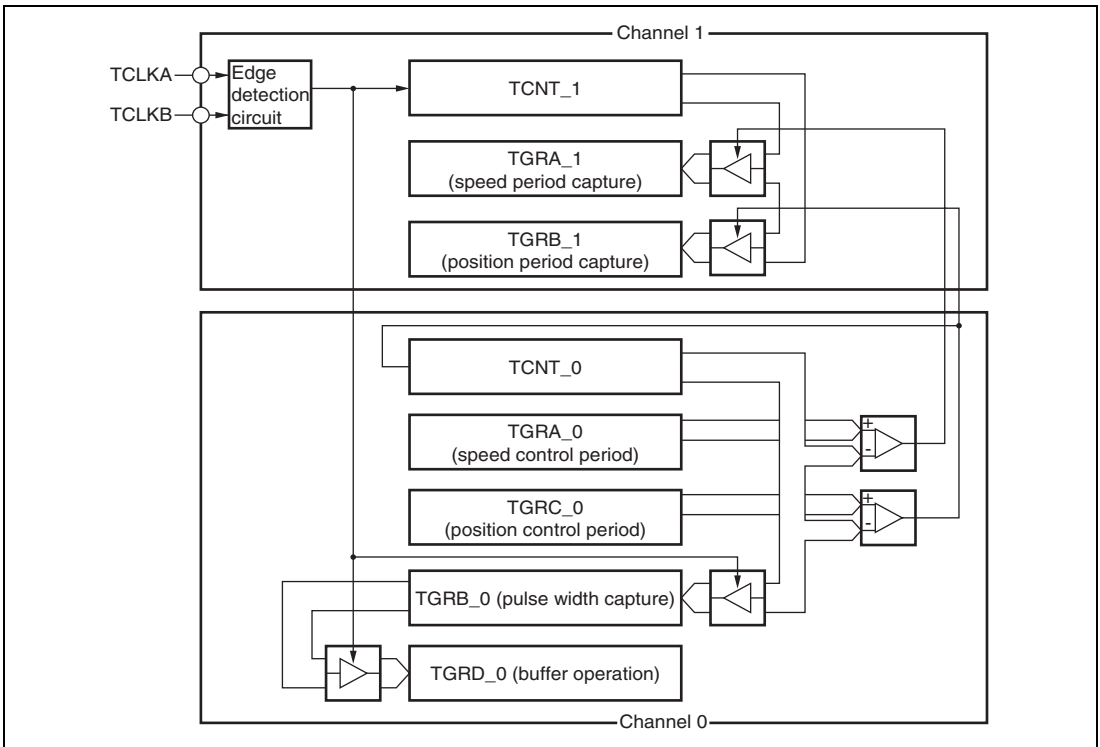 Channel 1
TCLKA
TCLKB
Edge
detection
circuit
TCNT_1
TGRA_1
(speed period capture)
TGRB_1
(position period capture)
TCNT_0
TGRA_0
(speed control period)
TGRC_0
(position control period)
TGRB_0 (pulse width capture)
TGRD_0 (buffer operation)
+
-
+
-
Channel 0